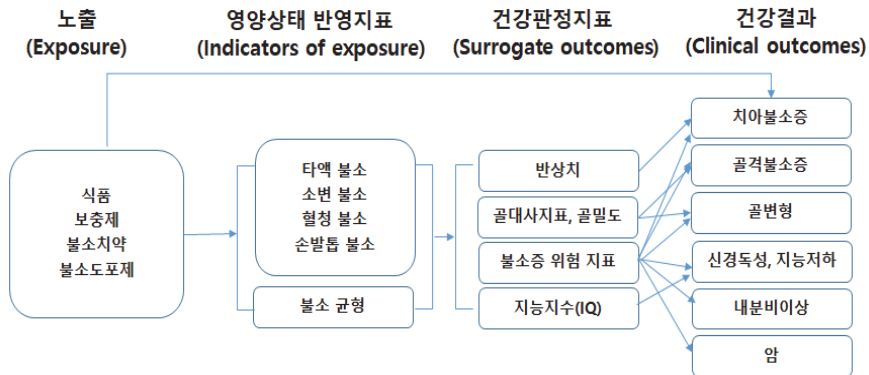 노출
(Exposure)
영양상태 반영지표
(Indicators of exposure)
건강판정지표
(Surrogate outcomes)
건강결과
(Clinical outcomes)
식품
보충제
불소치약
불소도포제
타액 불소
소변 불소
혈청 불소
손발톱 불소
불소 균형
반상치
골대사지표, 골밀도
불소증 위험 지표
지능지수(IQ)
치아불소증
골격불소증
골변형
신경독성, 지능저하
내분비이상
암